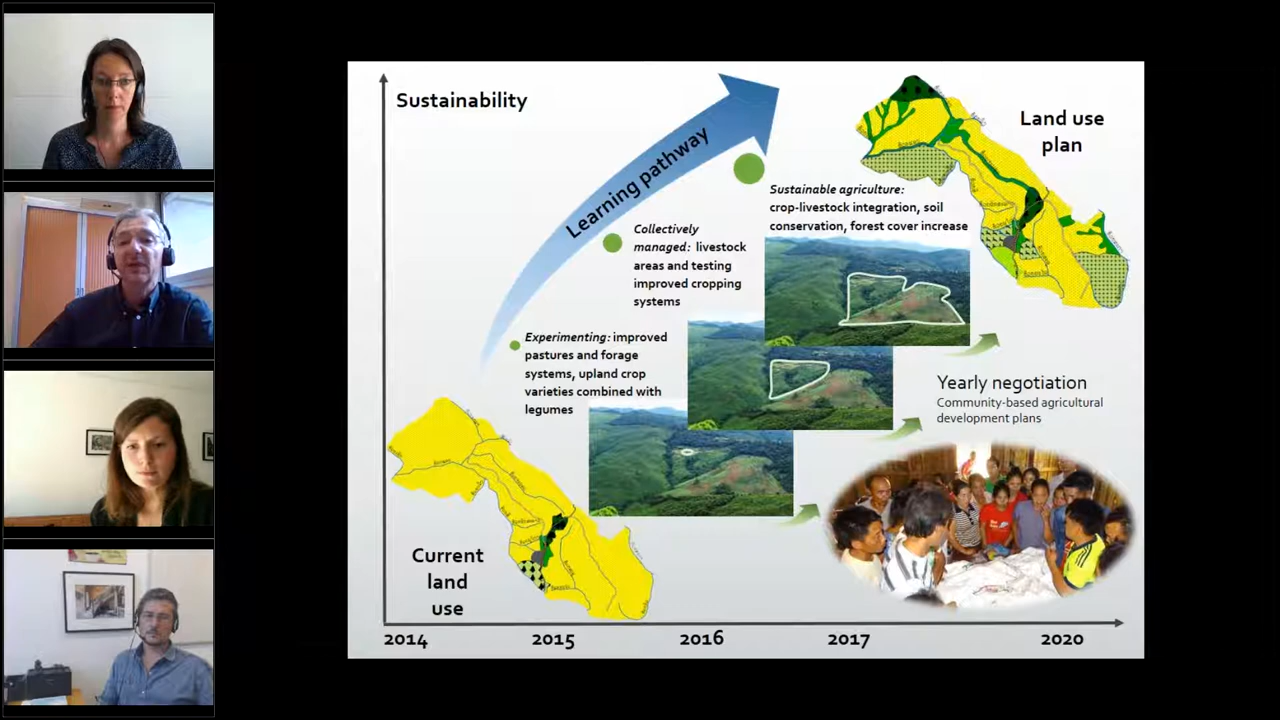 Sustainability
Land use
plan
Learning pathway
Sustainable agriculture:
crop-livestock integration, soil
conservation, forest cover increase
Collectively
managed: livestock
areas and testing
improved cropping
systems
Experimenting: improved
pastures and forage
systems, upland crop
varieties combined with
legumes
Yearly negotiation
Community-based agricultural
development plans
Current
land
use
2014 2015 2016 2017 2020